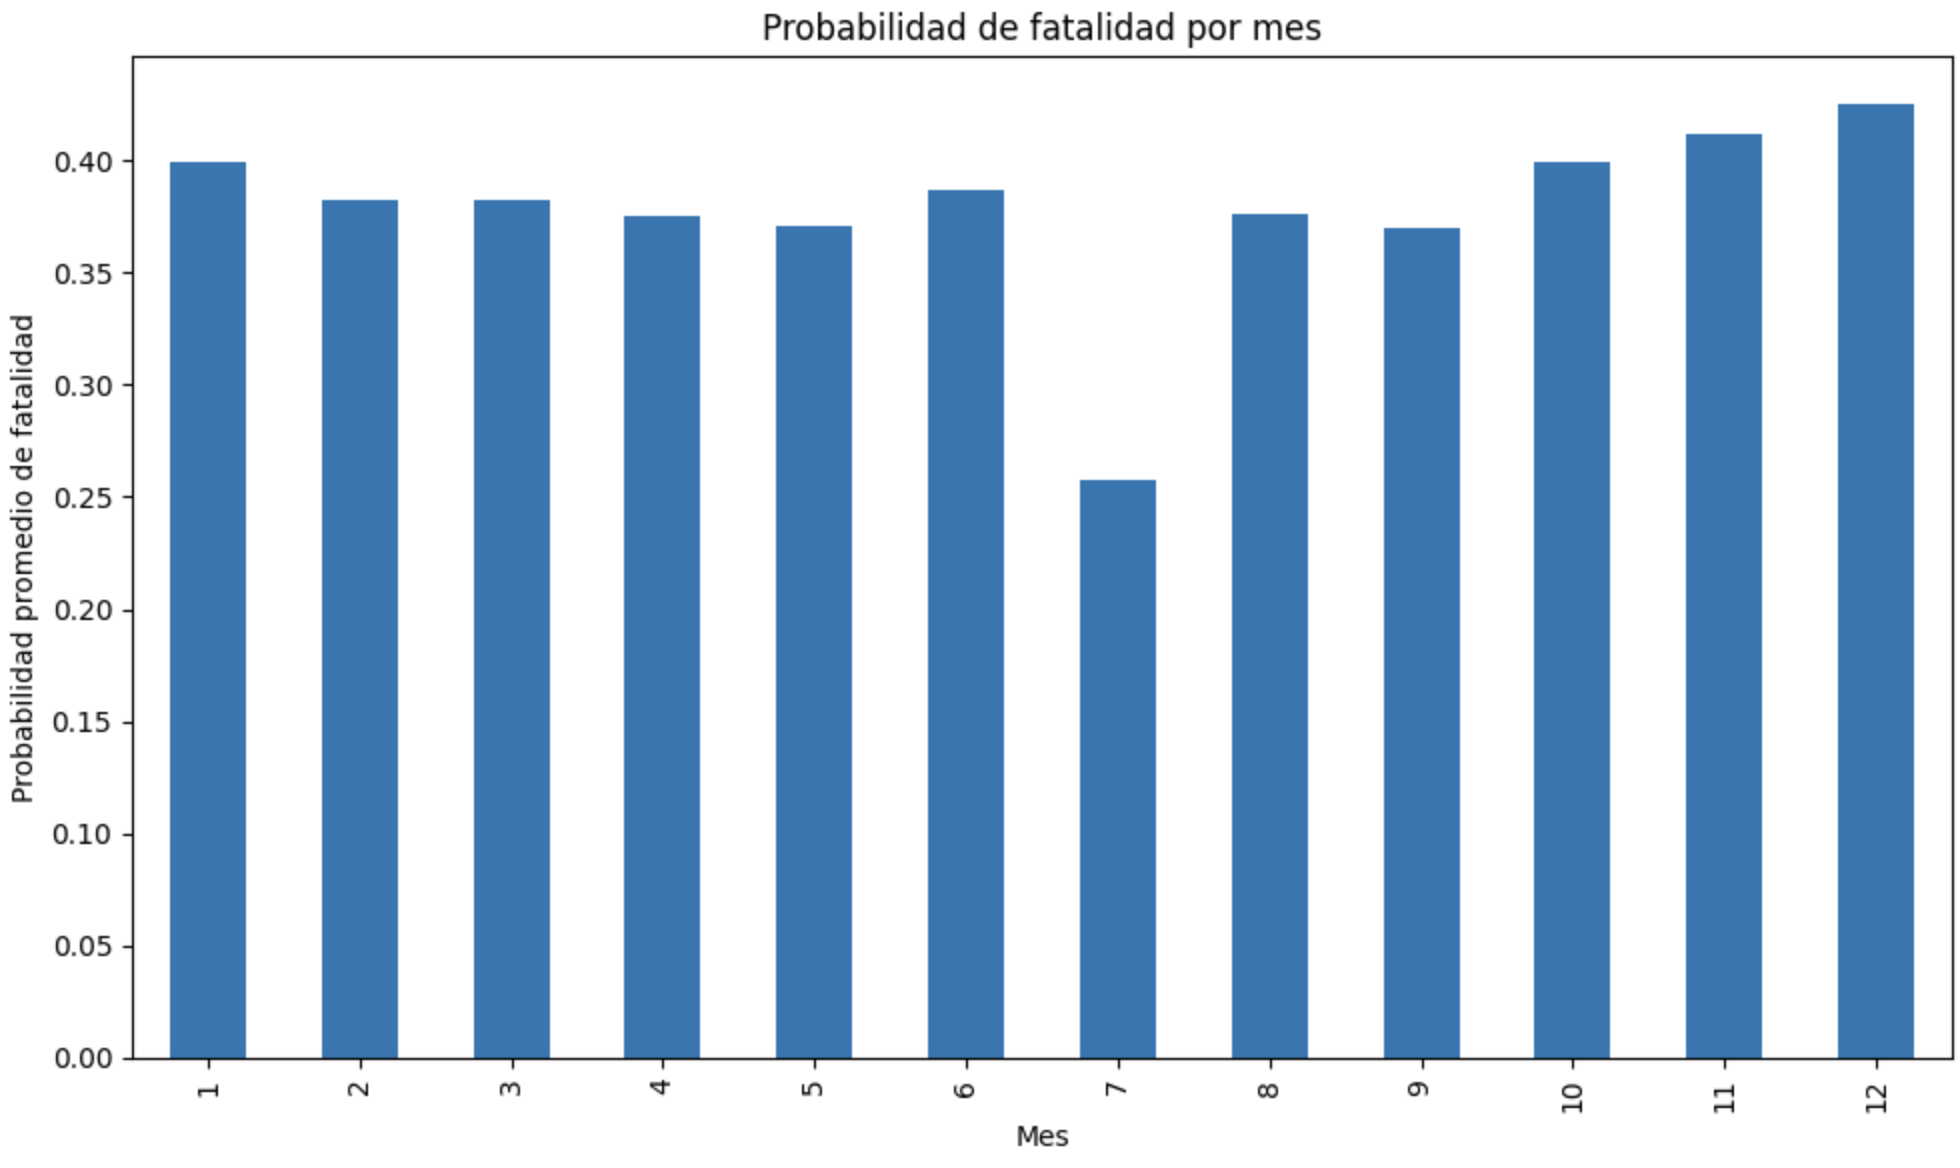 Probabilidad de fatalidad por mes
Probabilidad promedio de fatalidad
0.40
0.35
0.30
0.25
0.20
0.15
0.10
0.05
0.00
1 2 3 4 5 6 7 8 9 10 11 12
Mes